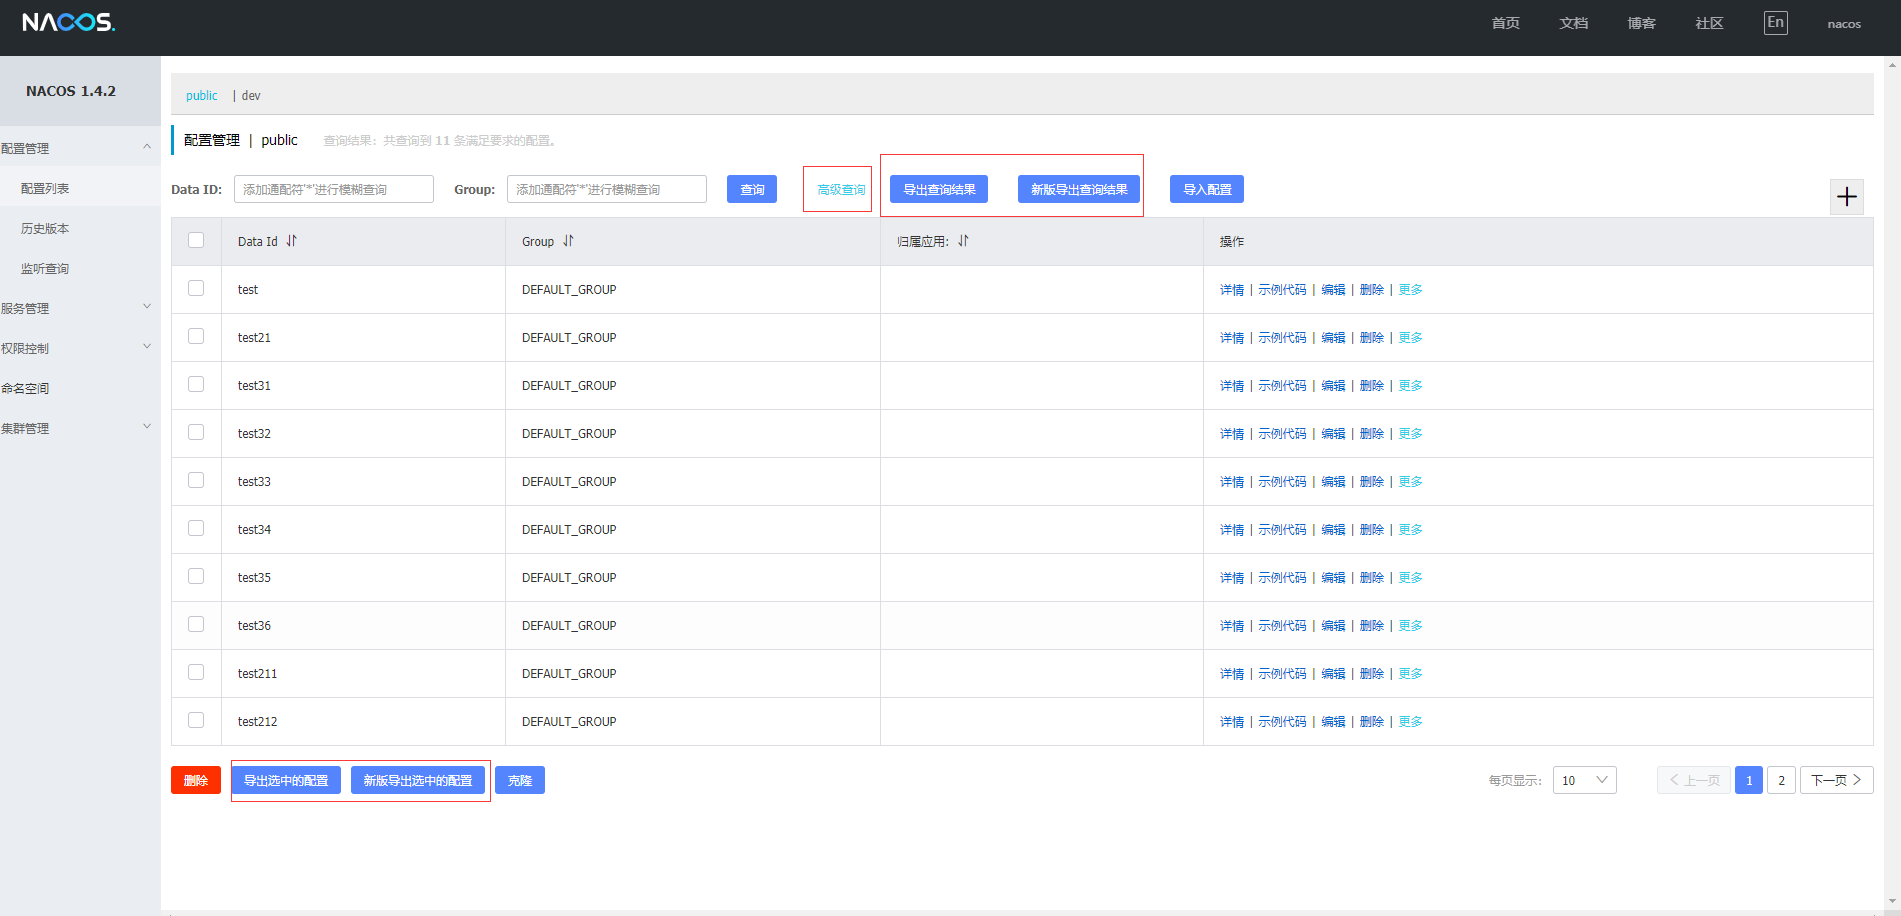 NACOS.
首页 文档 博客 社区 En nacos
NACOS 1.4.2
配置管理
配置列表
历史版本
监听查询
服务管理
权限控制
命名空间
集群管理
public | dev
配置管理 | public 查询结果：共查询到 11 条满足要求的配置。
Data ID: 添加通配符'*'进行模糊查询 Group: 添加通配符'*'进行模糊查询 查询 高级查询 导出查询结果 新版导出查询结果 导入配置
Data Id Group 归属应用: 操作
test DEFAULT_GROUP 详情 | 示例代码 | 编辑 | 删除 | 更多
test21 DEFAULT_GROUP 详情 | 示例代码 | 编辑 | 删除 | 更多
test31 DEFAULT_GROUP 详情 | 示例代码 | 编辑 | 删除 | 更多
test32 DEFAULT_GROUP 详情 | 示例代码 | 编辑 | 删除 | 更多
test33 DEFAULT_GROUP 详情 | 示例代码 | 编辑 | 删除 | 更多
test34 DEFAULT_GROUP 详情 | 示例代码 | 编辑 | 删除 | 更多
test35 DEFAULT_GROUP 详情 | 示例代码 | 编辑 | 删除 | 更多
test36 DEFAULT_GROUP 详情 | 示例代码 | 编辑 | 删除 | 更多
test211 DEFAULT_GROUP 详情 | 示例代码 | 编辑 | 删除 | 更多
test212 DEFAULT_GROUP 详情 | 示例代码 | 编辑 | 删除 | 更多
删除 导出选中的配置 新版导出选中的配置 克隆 每页显示: 10 上一页 1 2 下一页